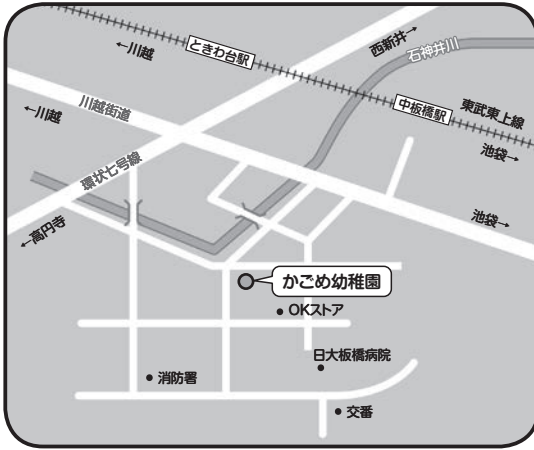 西新井→
石神井川
ときわ台駅
←川越
中板橋駅
東武東上線
池袋→
川越街道
←川越
環状七号線
←高円寺
池袋→
かごめ幼稚園
OKストア
日大板橋病院
消防署
交番